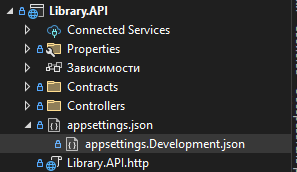 Library.API
Connected Services
Properties
Зависимости
Contracts
Controllers
appsettings.json
appsettings.Development.json
Library.API.http